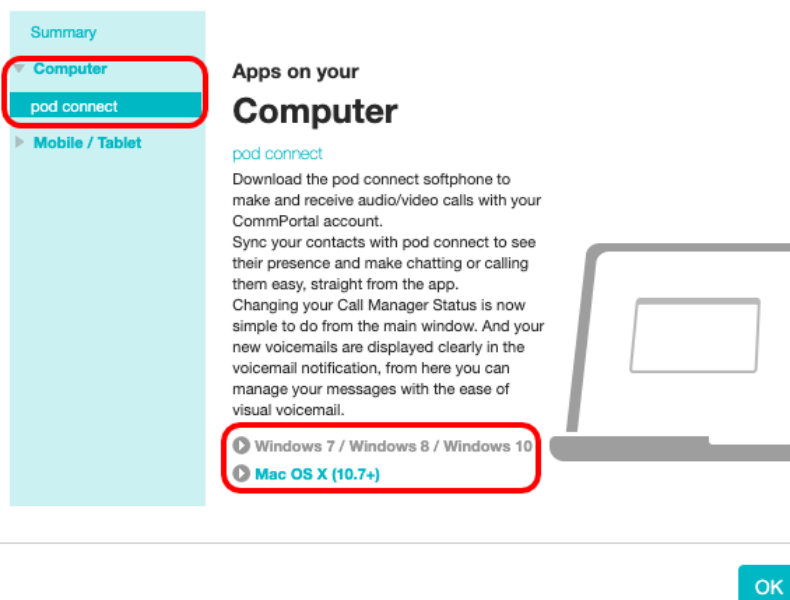 Summary
Computer
pod connect
Mobile / Tablet
Apps on your
Computer
pod connect
Download the pod connect softphone to
make and receive audio/video calls with your
CommPortal account.
Sync your contacts with pod connect to see
their presence and make chatting or calling
them easy, straight from the app.
Changing your Call Manager Status is now
simple to do from the main window. And your
new voicemails are displayed clearly in the
voicemail notification, from here you can
manage your messages with the ease of
visual voicemail.
Windows 7 / Windows 8 / Windows 10
Mac OS X (10.7+)
OK